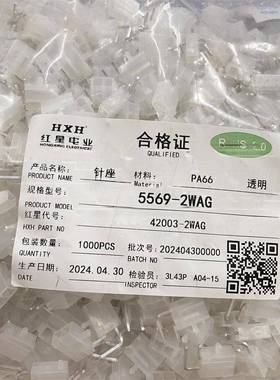 HXH
红星电业
HONGXING ELECTRICAL
合格证
QUALIFIED
RoHS 2.0
产品名称: 针座 材料: PA66 透明
PRODUCT NAME Material
规格型号: 5569-2WAG
PRODUCT MODEL
红星代号: 42003-2WAG
HXH PART NO
包装数量: 1000PCS 批次号: 202404300000
QUANTITY BATCH NO
生产日期: 2024.04.30 检验员: 3L43P A04-15
DATE INSPECTOR